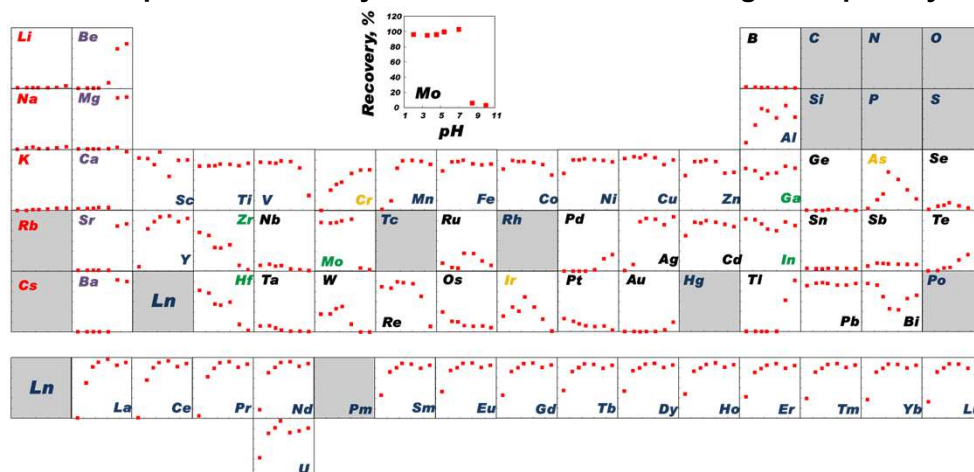 120
100
80
60
40
20
0
Recovery, %
Mo
1 3 5 7 9 11
pH
Li Be B C N O
Na Mg Al Si P S
K Ca Sc Ti V Cr Mn Fe Co Ni Cu Zn Ga Ge As Se
Rb Sr Y Zr Nb Mo Tc Ru Rh Pd Ag Cd In Sn Sb Te
Cs Ba Ln Hf Ta W Re Os Ir Pt Au Hg Tl Pb Bi Po
Ln La Ce Pr Nd Pm Sm Eu Gd Tb Dy Ho Er Tm Yb
U